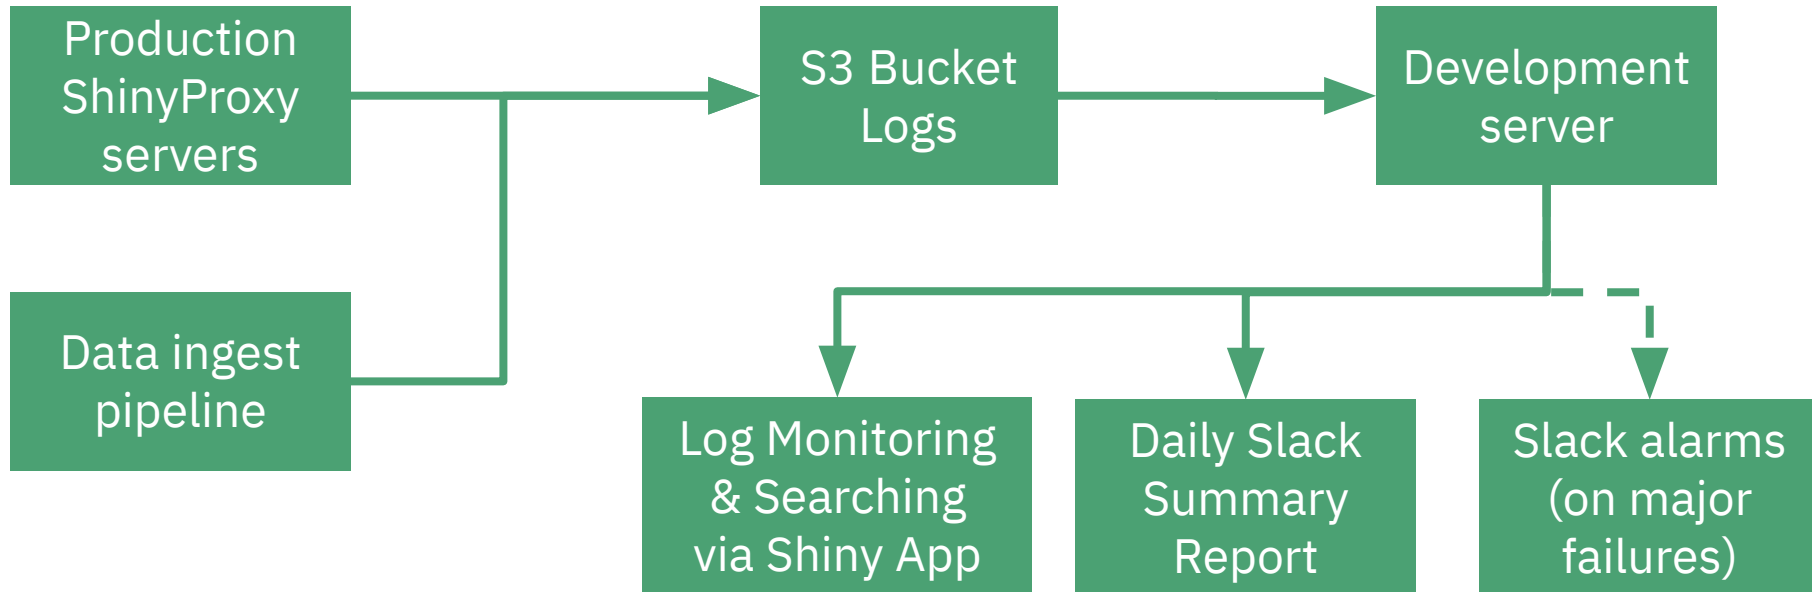 Production
ShinyProxy
servers
S3 Bucket
Logs
Development
server
Data ingest
pipeline
Log Monitoring
& Searching
via Shiny App
Daily Slack
Summary
Report
Slack alarms
(on major
failures)